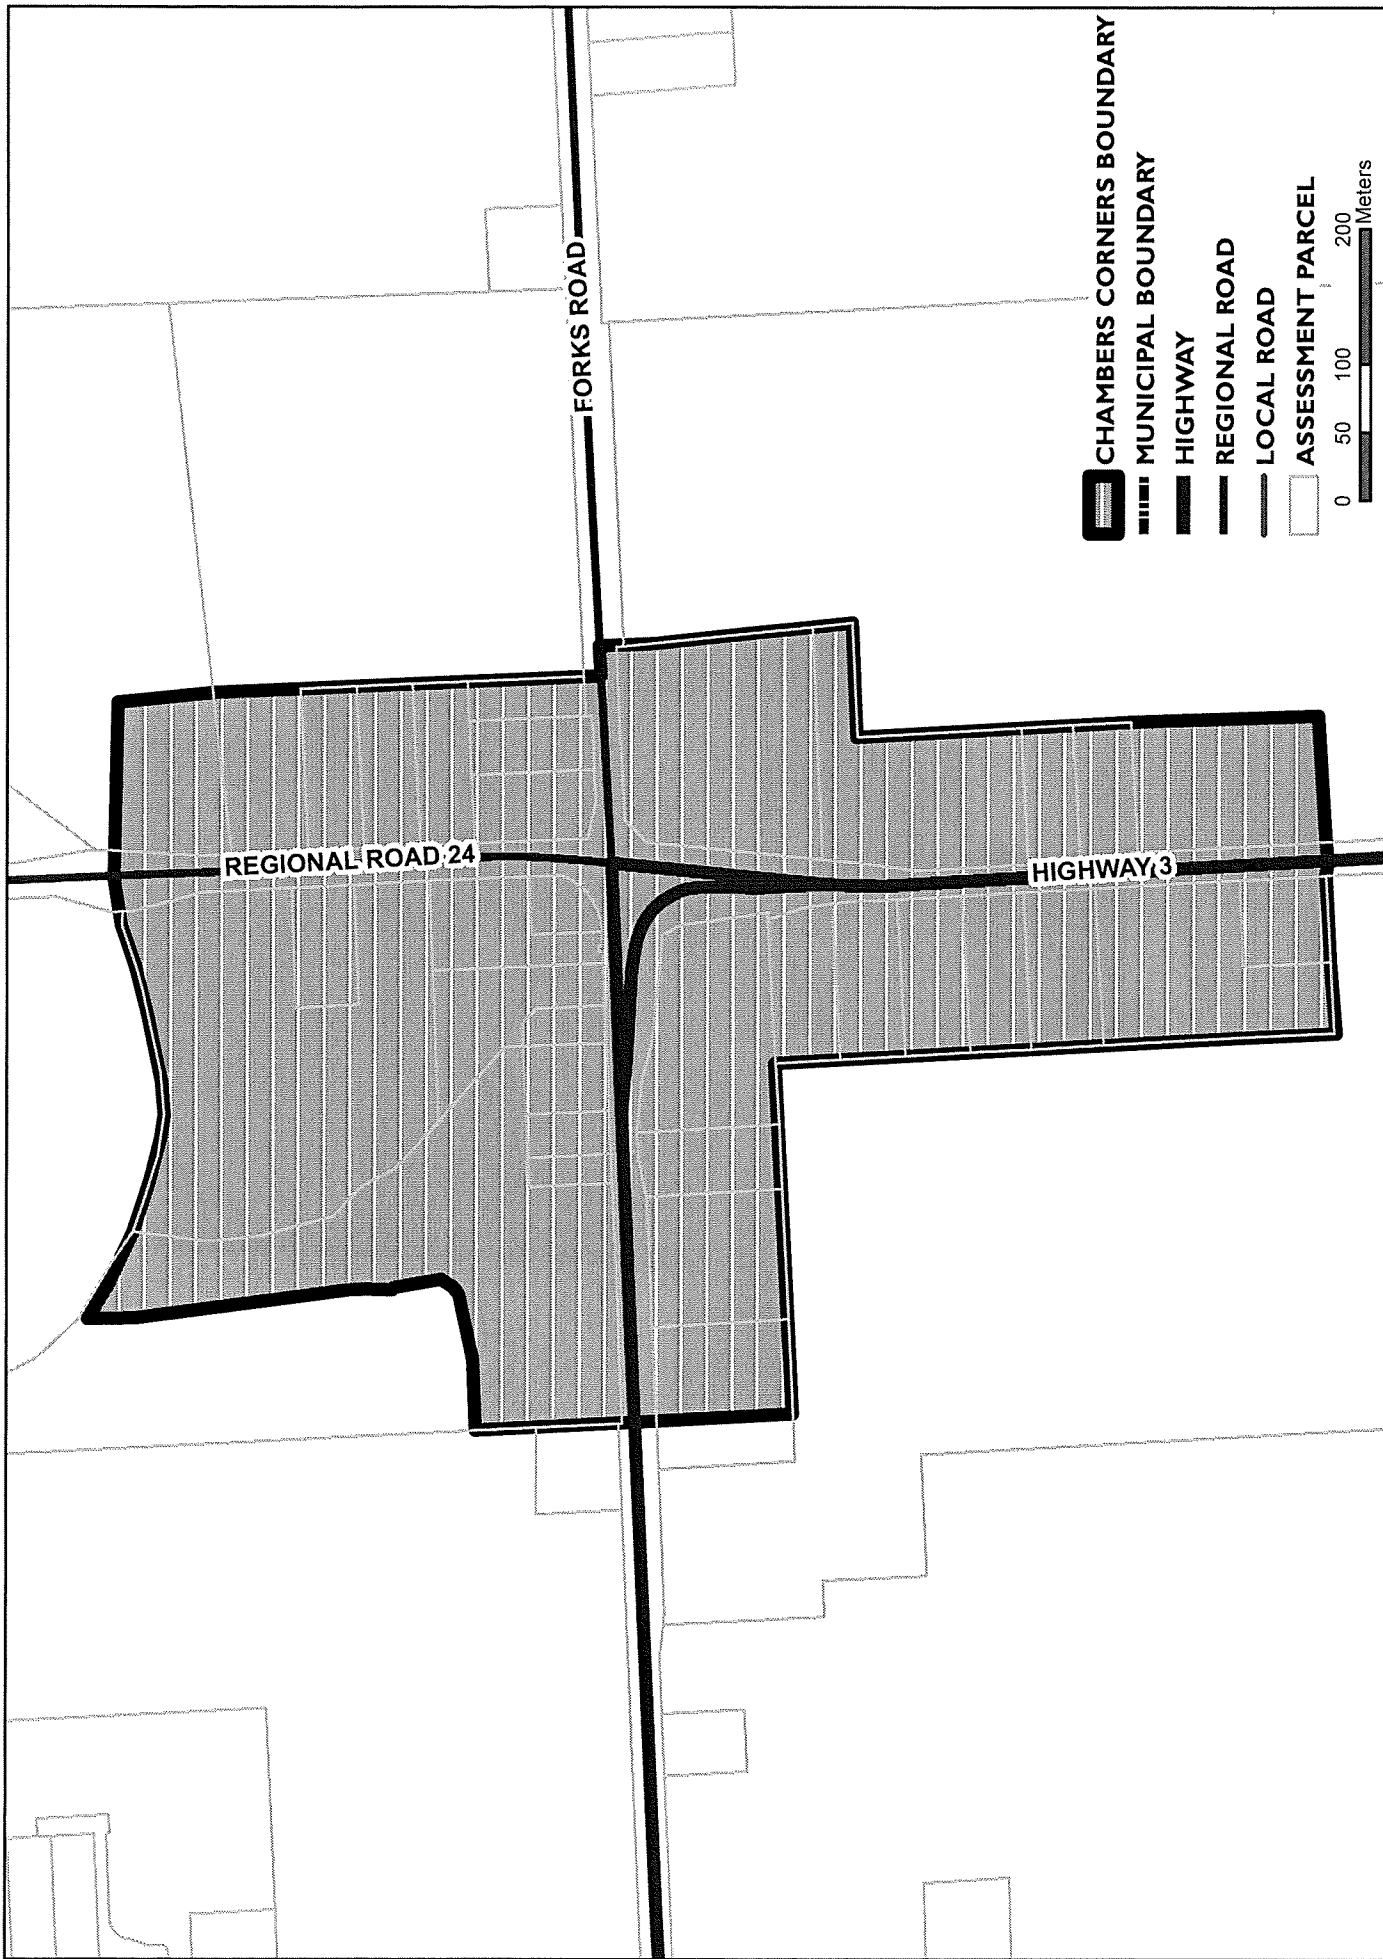 FORKS ROAD
REGIONAL ROAD 24
HIGHWAY 3
CHAMBERS CORNERS BOUNDARY
MUNICIPAL BOUNDARY
HIGHWAY
REGIONAL ROAD
LOCAL ROAD
ASSESSMENT PARCEL
0 50 100 200
Meters